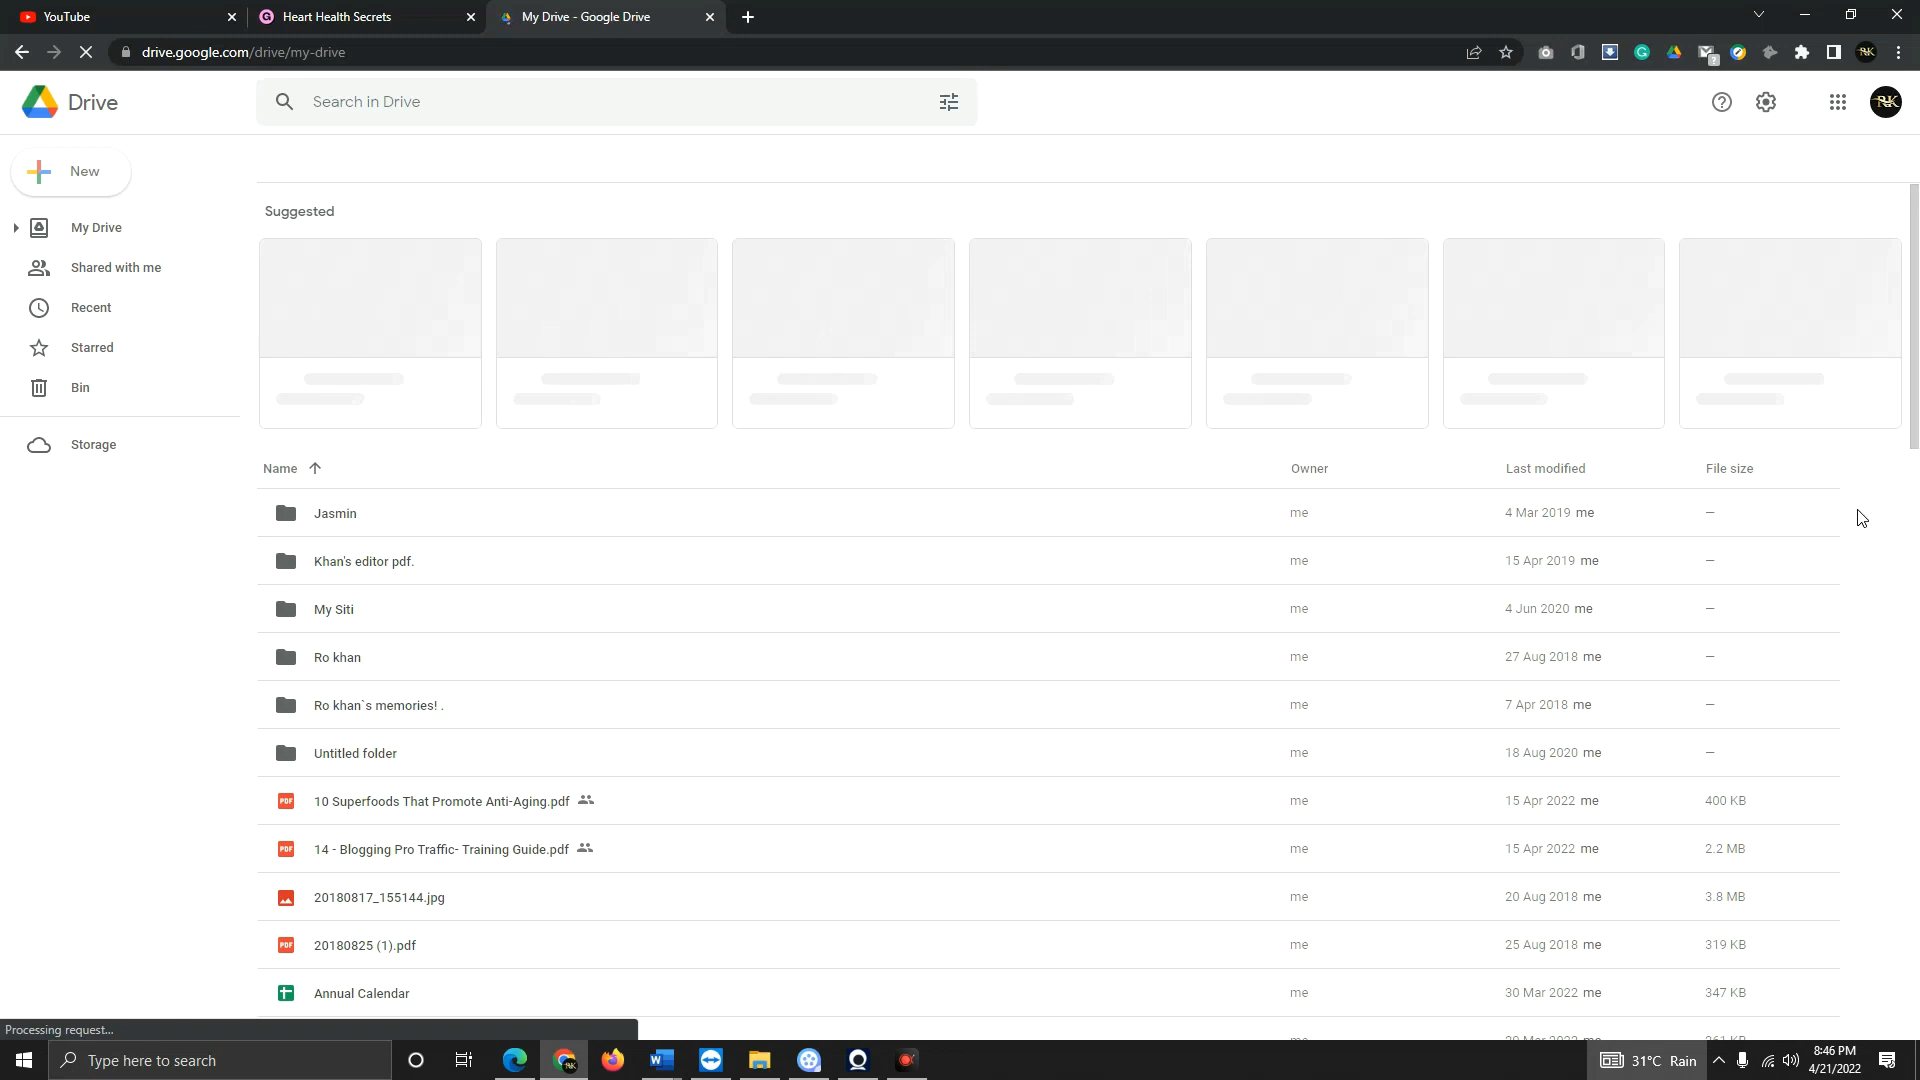 YouTube
Heart Health Secrets
My Drive - Google Drive
drive.google.com/drive/my-drive
Drive
Search in Drive
New
Suggested
My Drive
Shared with me
Recent
Starred
Bin
Storage
Name Owner Last modified File size
Jasmin me 4 Mar 2019 me –
Khan's editor pdf. me 15 Apr 2019 me –
My Siti me 4 Jun 2020 me –
Ro khan me 27 Aug 2018 me –
Ro khan`s memories! . me 7 Apr 2018 me –
Untitled folder me 18 Aug 2020 me –
PDF 10 Superfoods That Promote Anti-Aging.pdf me 15 Apr 2022 me 400 KB
PDF 14 - Blogging Pro Traffic- Training Guide.pdf me 15 Apr 2022 me 2.2 MB
20180817_155144.jpg me 20 Aug 2018 me 3.8 MB
PDF 20180825 (1).pdf me 25 Aug 2018 me 319 KB
Annual Calendar me 30 Mar 2022 me 347 KB
Processing request...
Type here to search
31°C Rain
8:46 PM
4/21/2022